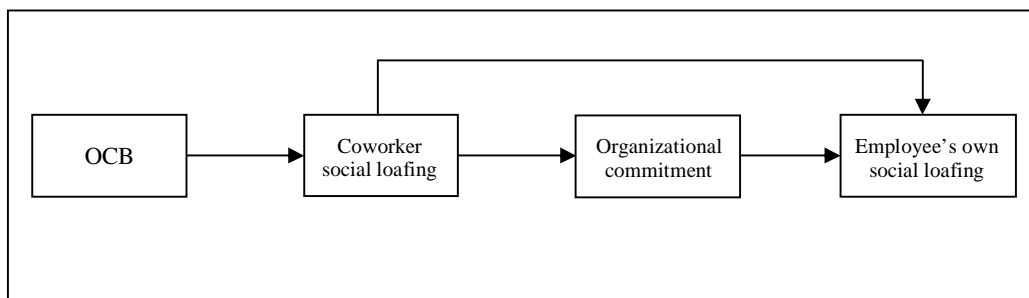 OCB
Coworker
social loafing
Organizational
commitment
Employee’s own
social loafing